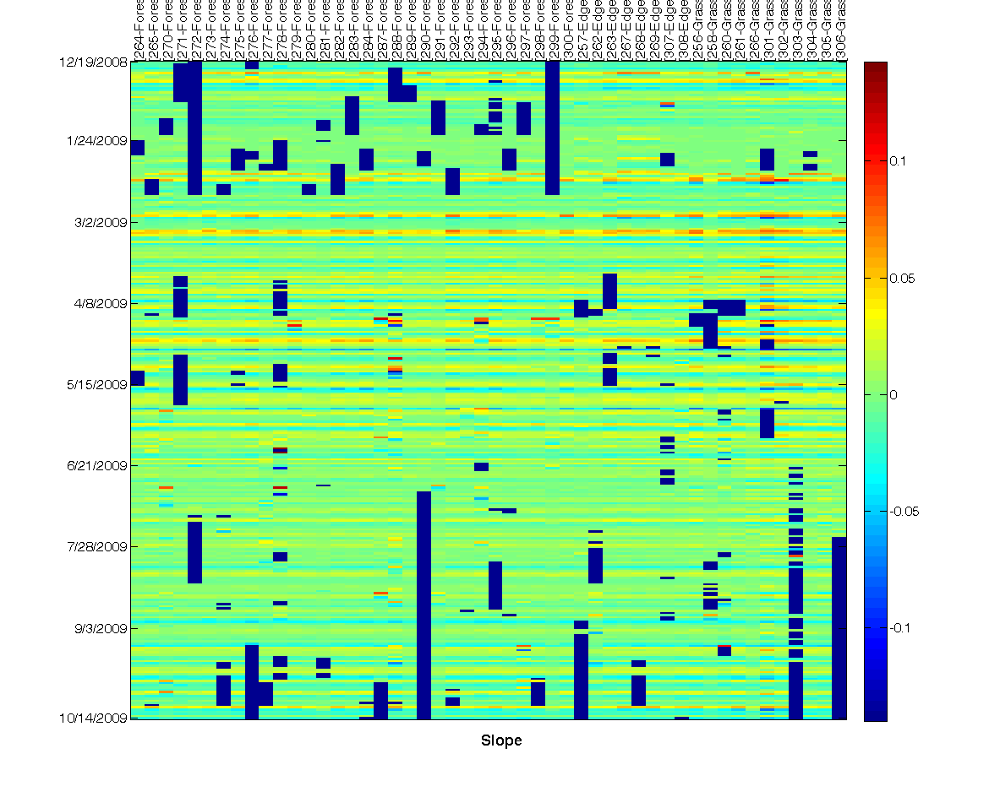 [264-Fores
[265-Fores
[270-Fores
[271-Fores
[272-Fores
[273-Fores
[274-Fores
[275-Fores
[276-Fores
[277-Fores
[278-Fores
[279-Fores
[280-Fores
[281-Fores
[282-Fores
[283-Fores
[284-Fores
[287-Fores
[288-Fores
[289-Fores
[290-Fores
[291-Fores
[292-Fores
[293-Fores
[294-Fores
[295-Fores
[296-Fores
[297-Fores
[298-Fores
[299-Fores
[300-Fores
[257-Edge
[262-Edge
[263-Edge
[267-Edge
[268-Edge
[269-Edge
[307-Edge
[308-Edge
[256-Grass
[258-Grass
[260-Grass
[261-Grass
[266-Grass
[301-Grass
[302-Grass
[303-Grass
[304-Grass
[305-Grass
[306-Grass
12/19/2008
1/24/2009
3/2/2009
4/8/2009
5/15/2009
6/21/2009
7/28/2009
9/3/2009
10/14/2009
0.1
0.05
0
-0.05
-0.1
Slope